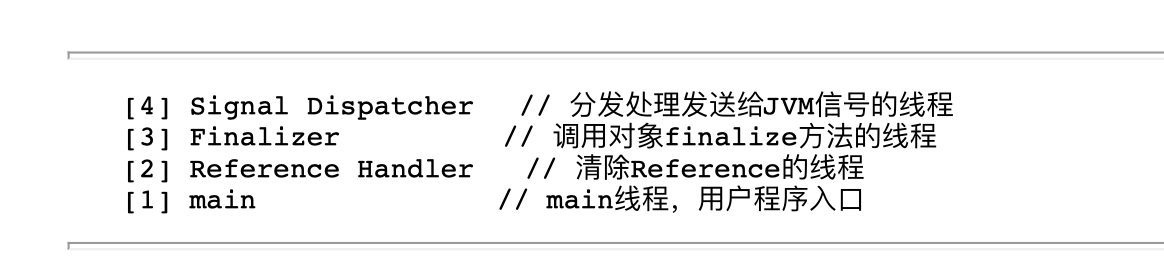 [4] Signal Dispatcher // 分发处理发送给JVM信号的线程
[3] Finalizer // 调用对象finalize方法的线程
[2] Reference Handler // 清除Reference的线程
[1] main // main线程，用户程序入口